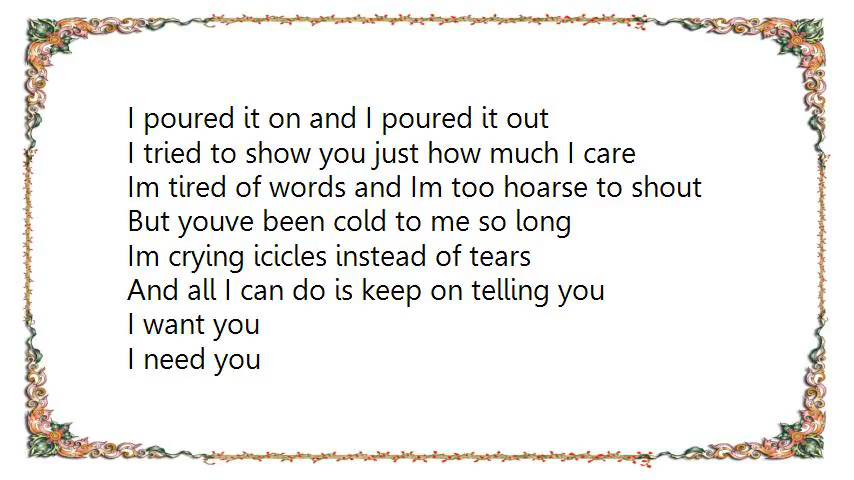 I poured it on and I poured it out
I tried to show you just how much I care
Im tired of words and Im too hoarse to shout
But youve been cold to me so long
Im crying icicles instead of tears
And all I can do is keep on telling you
I want you
I need you